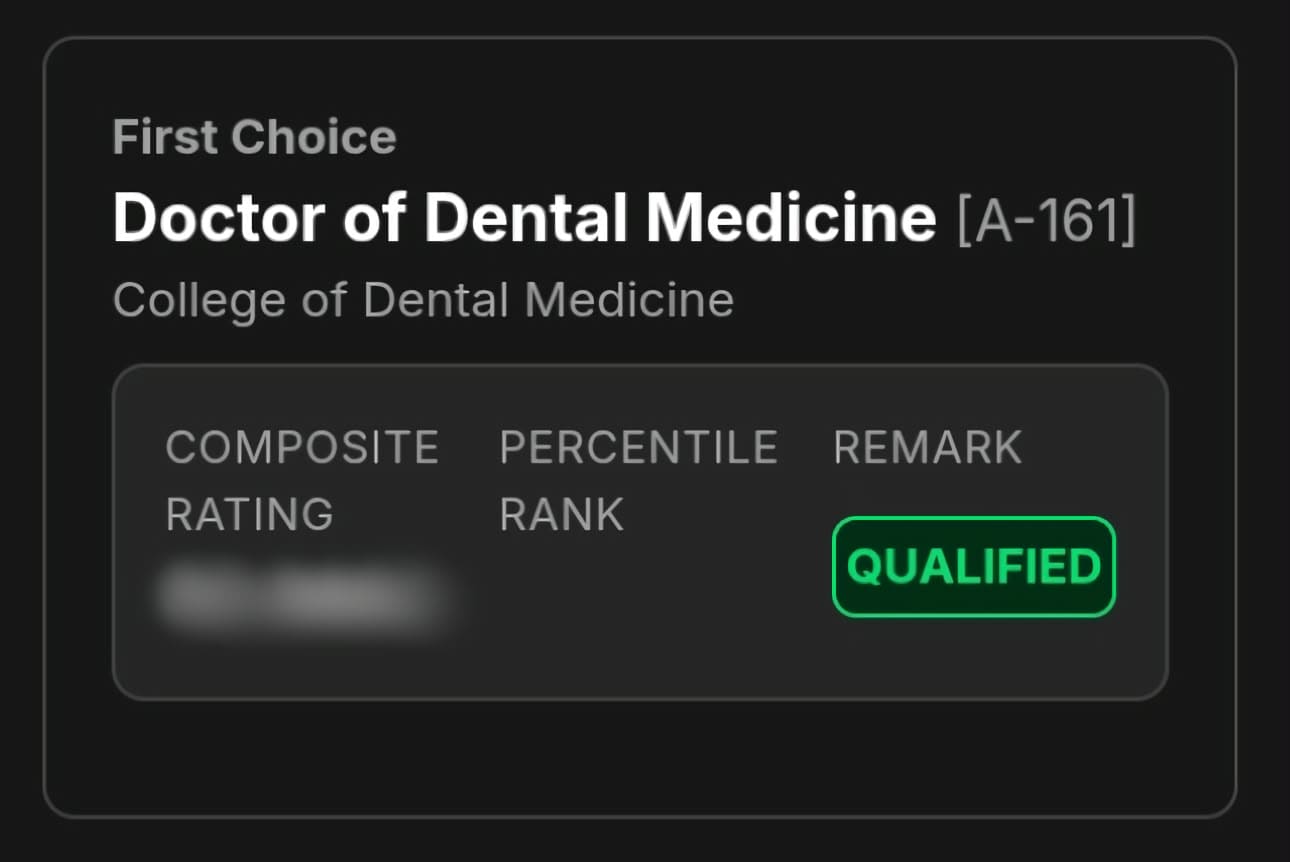 First Choice
Doctor of Dental Medicine [A-161]
College of Dental Medicine
COMPOSITE RATING
PERCENTILE RANK
REMARK
QUALIFIED